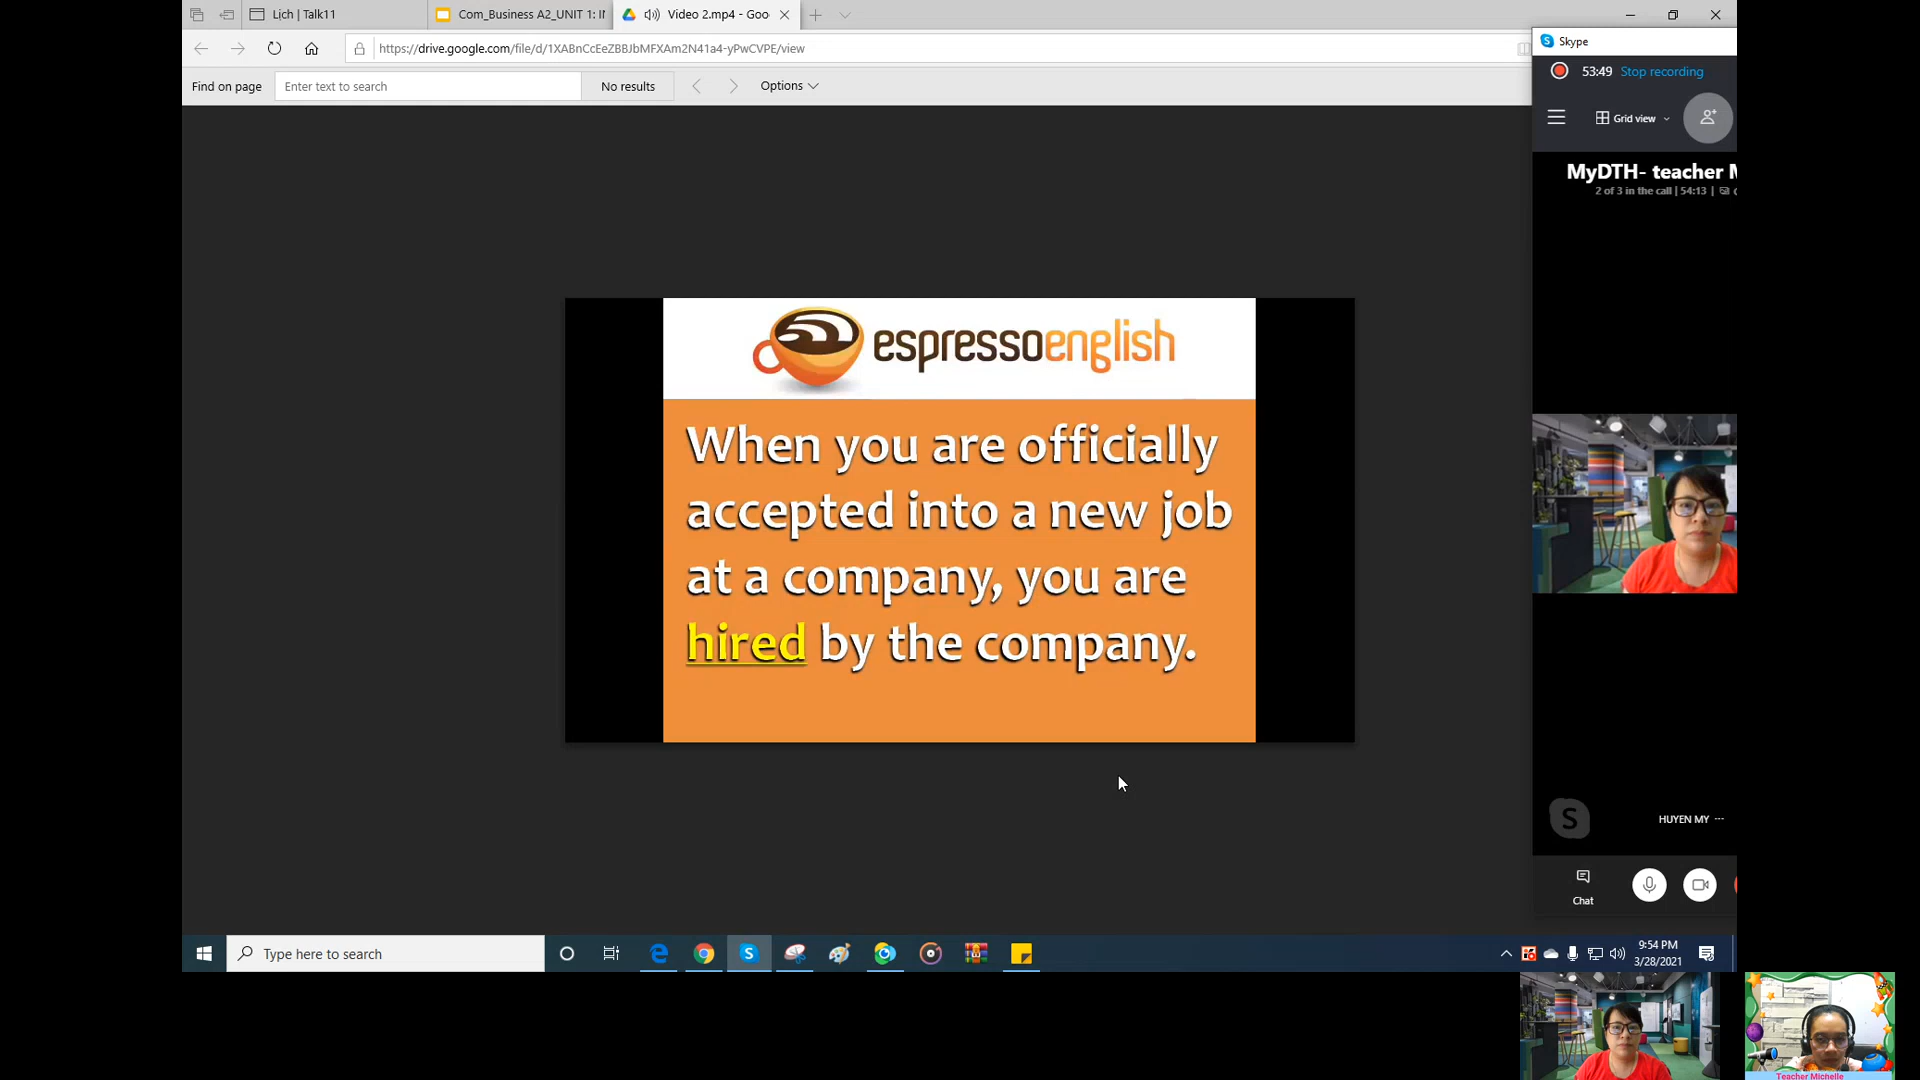 Lịch | Talk11
Com_Business A2_UNIT 1: I
Video 2.mp4 - Goo
https://drive.google.com/file/d/1XABnCcEeZBBJbMFXAm2N41a4-yPwCVPE/view
Find on page
Enter text to search
No results
Options
Skype
53:49 Stop recording
Grid view
MyDTH- teacher M
2 of 3 in the call | 54:13 |
espressoenglish
When you are officially
accepted into a new job
at a company, you are
hired by the company.
HUYEN MY ...
Chat
Type here to search
9:54 PM
3/28/2021
Teacher Michelle